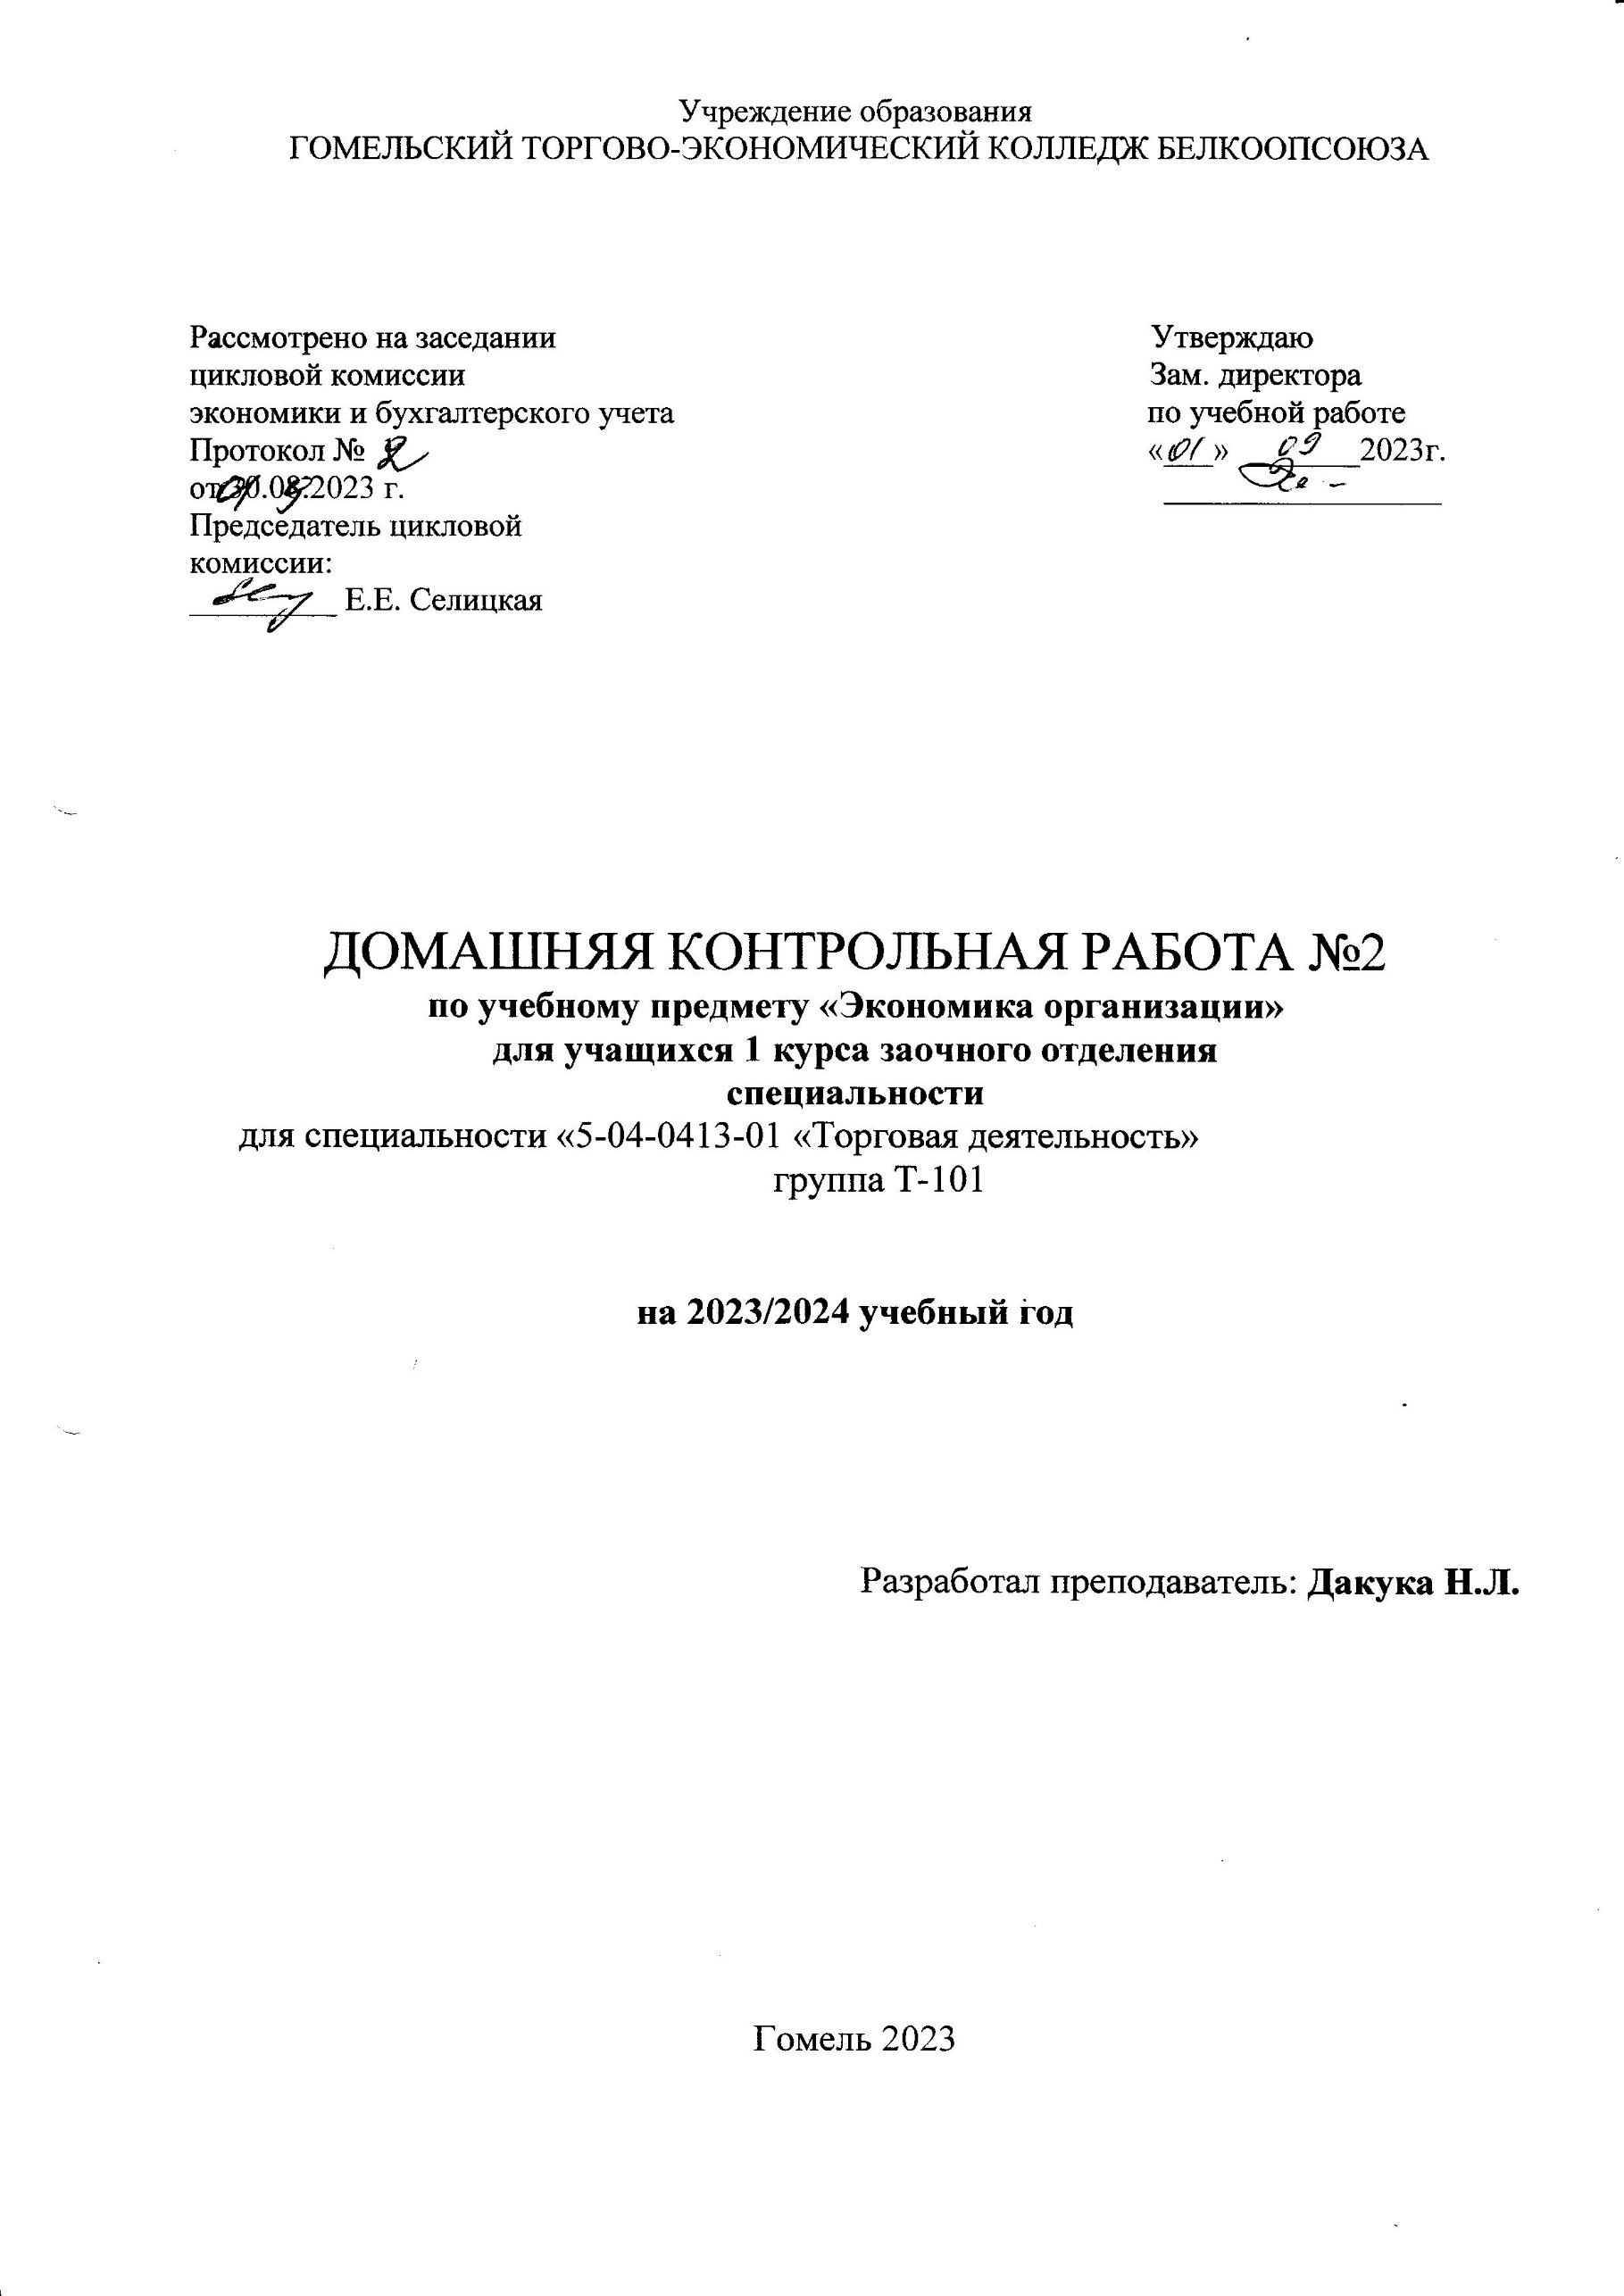 Учреждение образования
ГОМЕЛЬСКИЙ ТОРГОВО-ЭКОНОМИЧЕСКИЙ КОЛЛЕДЖ БЕЛКООПСОЮЗА
Рассмотрено на заседании
цикловой комиссии
экономики и бухгалтерского учета
Протокол №
от .2023 г.
Председатель цикловой
комиссии:
Е.Е. Селицкая
Утверждаю
Зам. директора
по учебной работе
«01» 09 2023г.
ДОМАШНЯЯ КОНТРОЛЬНАЯ РАБОТА №2
по учебному предмету «Экономика организации»
для учащихся 1 курса заочного отделения
специальности
для специальности «5-04-0413-01 «Торговая деятельность»
группа Т-101
на 2023/2024 учебный год
Разработал преподаватель: Дакука Н.Л.
Гомель 2023